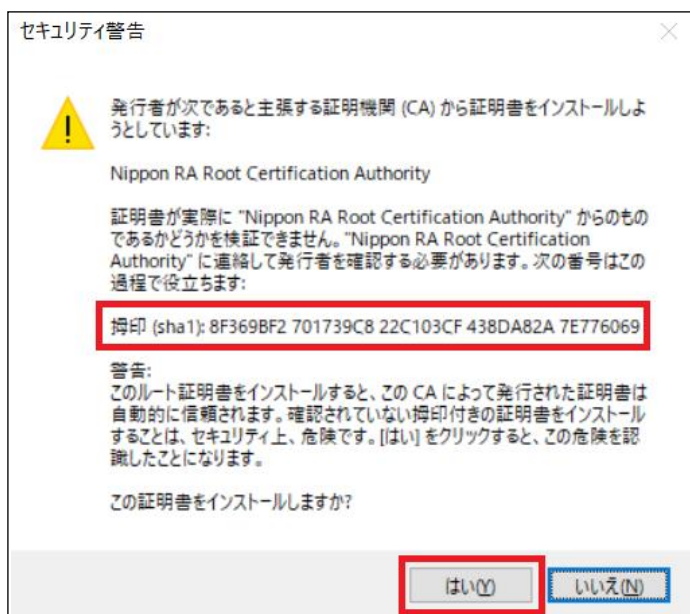 セキュリティ警告
発行者が次であると主張する証明機関 (CA) から証明書をインストールしよ
うとしています:
Nippon RA Root Certification Authority
証明書が実際に "Nippon RA Root Certification Authority" からのもの
であるかどうかを検証できません。"Nippon RA Root Certification
Authority" に連絡して発行者を確認する必要があります。次の番号はこの
過程で役立ちます:
拇印 (sha1): 8F369BF2 701739C8 22C103CF 438DA82A 7E776069
警告:
このルート証明書をインストールすると、この CA によって発行された証明書は
自動的に信頼されます。確認されていない拇印付きの証明書をインストール
することは、セキュリティ上、危険です。[はい] をクリックすると、この危険を認
識したことになります。
この証明書をインストールしますか?
はい(Y)
いいえ(N)